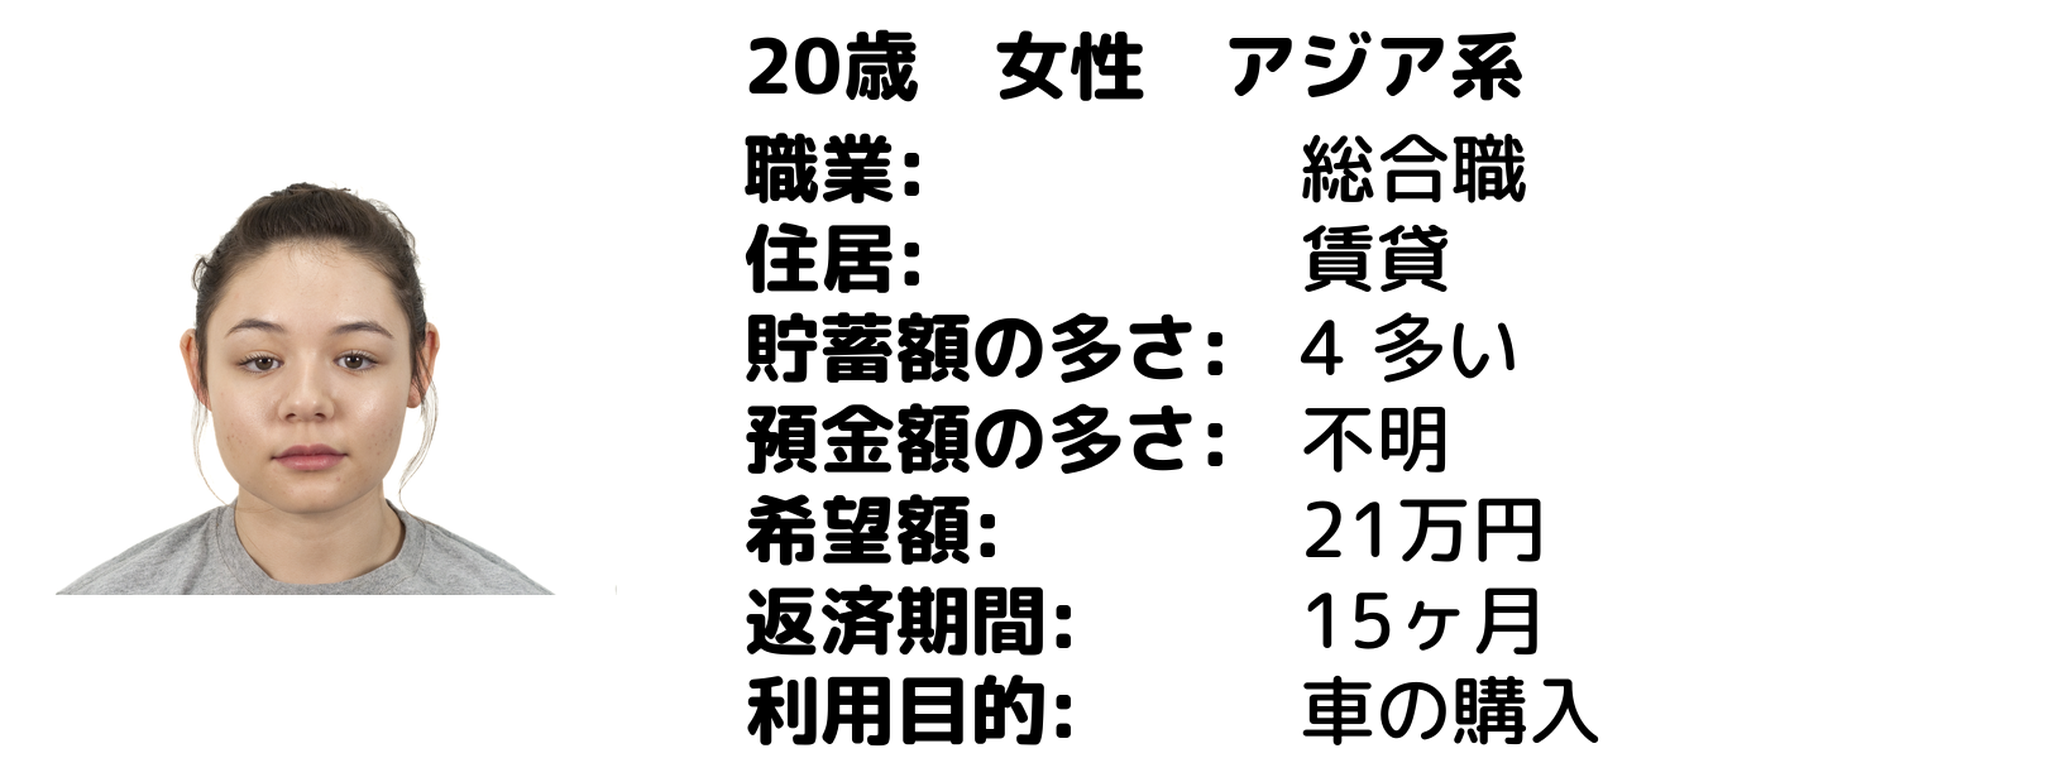 20歳　女性　アジア系
職業: 総合職
住居: 賃貸
貯蓄額の多さ: 4 多い
預金額の多さ: 不明
希望額: 21万円
返済期間: 15ヶ月
利用目的: 車の購入